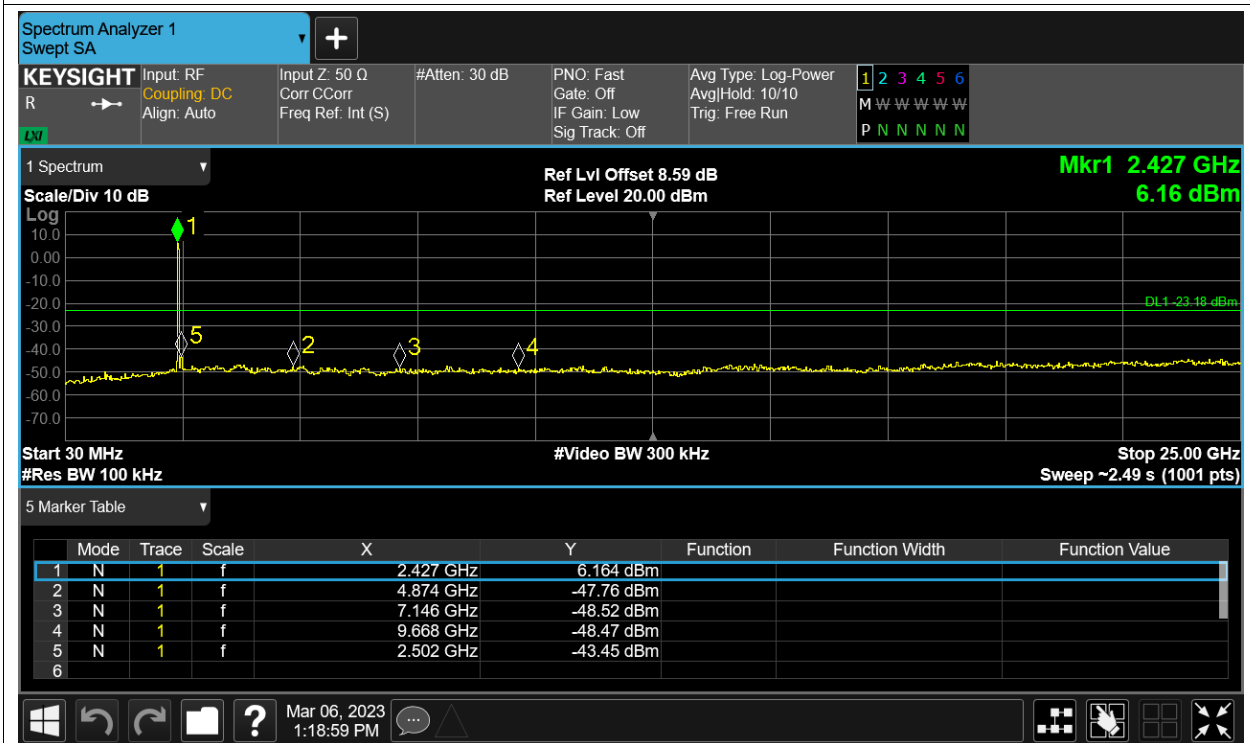 Spectrum Analyzer 1
Swept SA
KEYSIGHT
R
LXI
Input: RF
Coupling: DC
Align: Auto
Input Z: 50 Ω
Corr CCorr
Freq Ref: Int (S)
#Atten: 30 dB
PNO: Fast
Gate: Off
IF Gain: Low
Sig Track: Off
Avg Type: Log-Power
Avg|Hold: 10/10
Trig: Free Run
1 2 3 4 5 6
M W W W W W
P N N N N N
1 Spectrum
Scale/Div 10 dB
Ref Lvl Offset 8.59 dB
Ref Level 20.00 dBm
Mkr1 2.427 GHz
6.16 dBm
Log
10.0
0.00
-10.0
-20.0
-30.0
-40.0
-50.0
-60.0
-70.0
1
DL1 -23.18 dBm
5
2
3
4
Start 30 MHz
#Res BW 100 kHz
#Video BW 300 kHz
Stop 25.00 GHz
Sweep ~2.49 s (1001 pts)
5 Marker Table
Mode Trace Scale X Y Function Function Width Function Value
1 N 1 f 2.427 GHz 6.164 dBm
2 N 1 f 4.874 GHz -47.76 dBm
3 N 1 f 7.146 GHz -48.52 dBm
4 N 1 f 9.668 GHz -48.47 dBm
5 N 1 f 2.502 GHz -43.45 dBm
6
?
Mar 06, 2023
1:18:59 PM